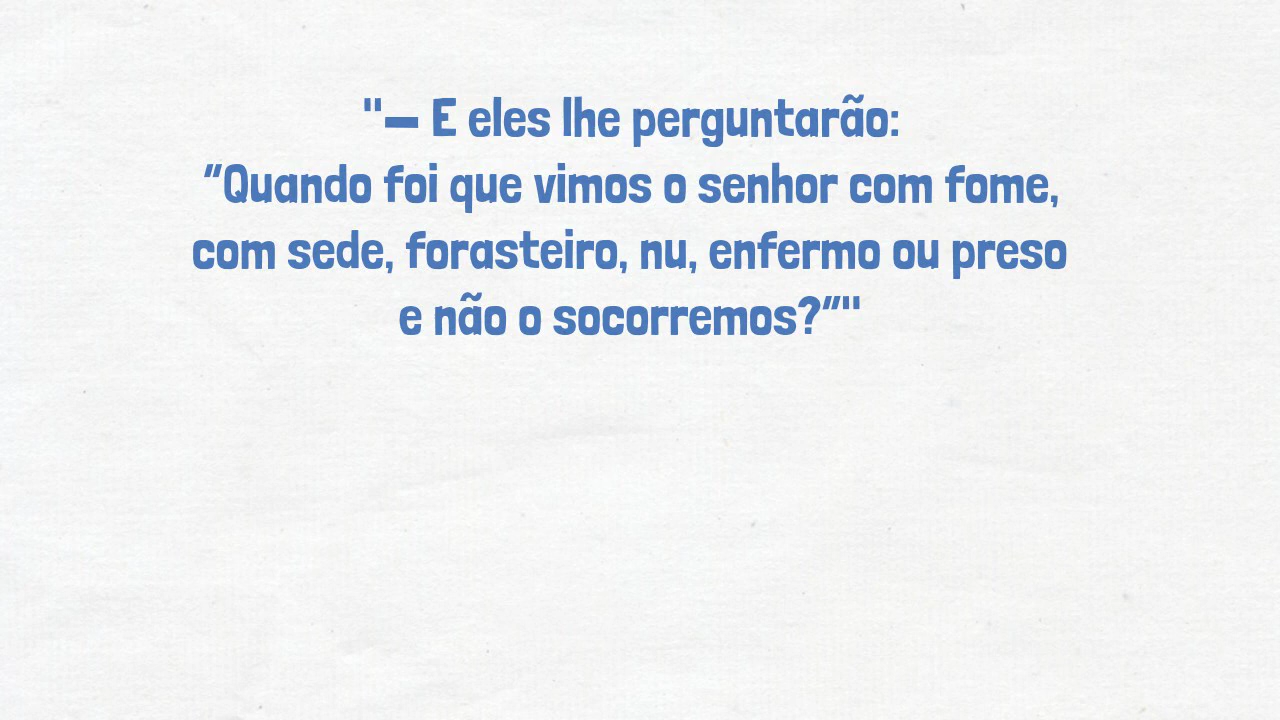 "— E eles lhe perguntarão:
“Quando foi que vimos o senhor com fome,
com sede, forasteiro, nu, enfermo ou preso
e não o socorremos?”"